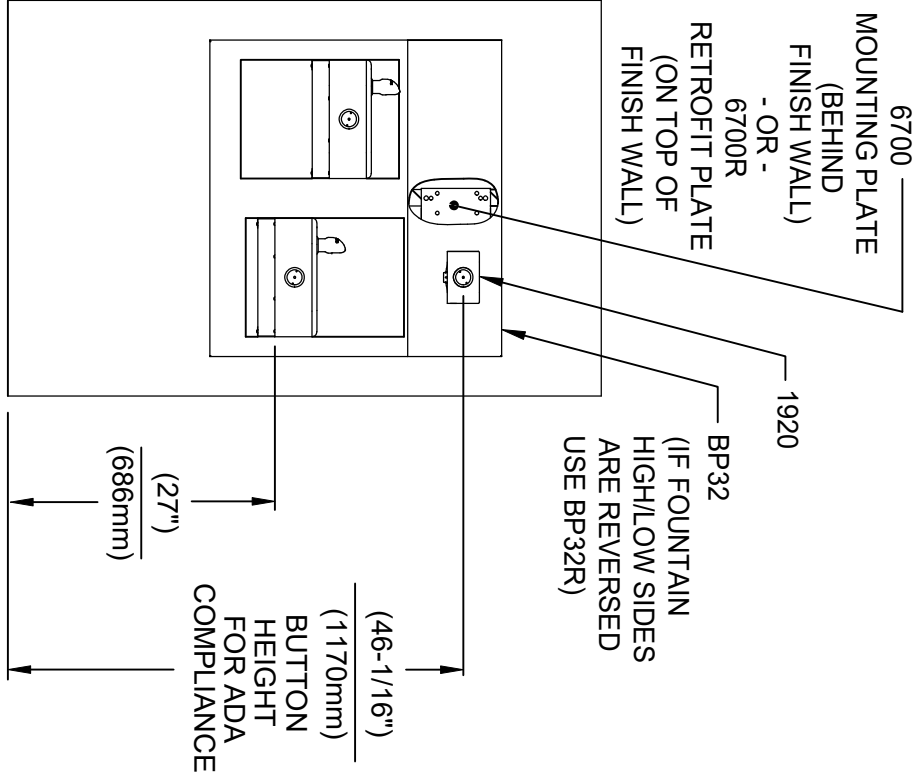 6700
MOUNTING PLATE
(BEHIND
FINISH WALL)
- OR -
6700R
RETROFIT PLATE
(ON TOP OF
FINISH WALL)
1920
BP32
(IF FOUNTAIN
HIGH/LOW SIDES
ARE REVERSED
USE BP32R)
(27")
(686mm)
(46-1/16")
(1170mm)
BUTTON
HEIGHT
FOR ADA
COMPLIANCE